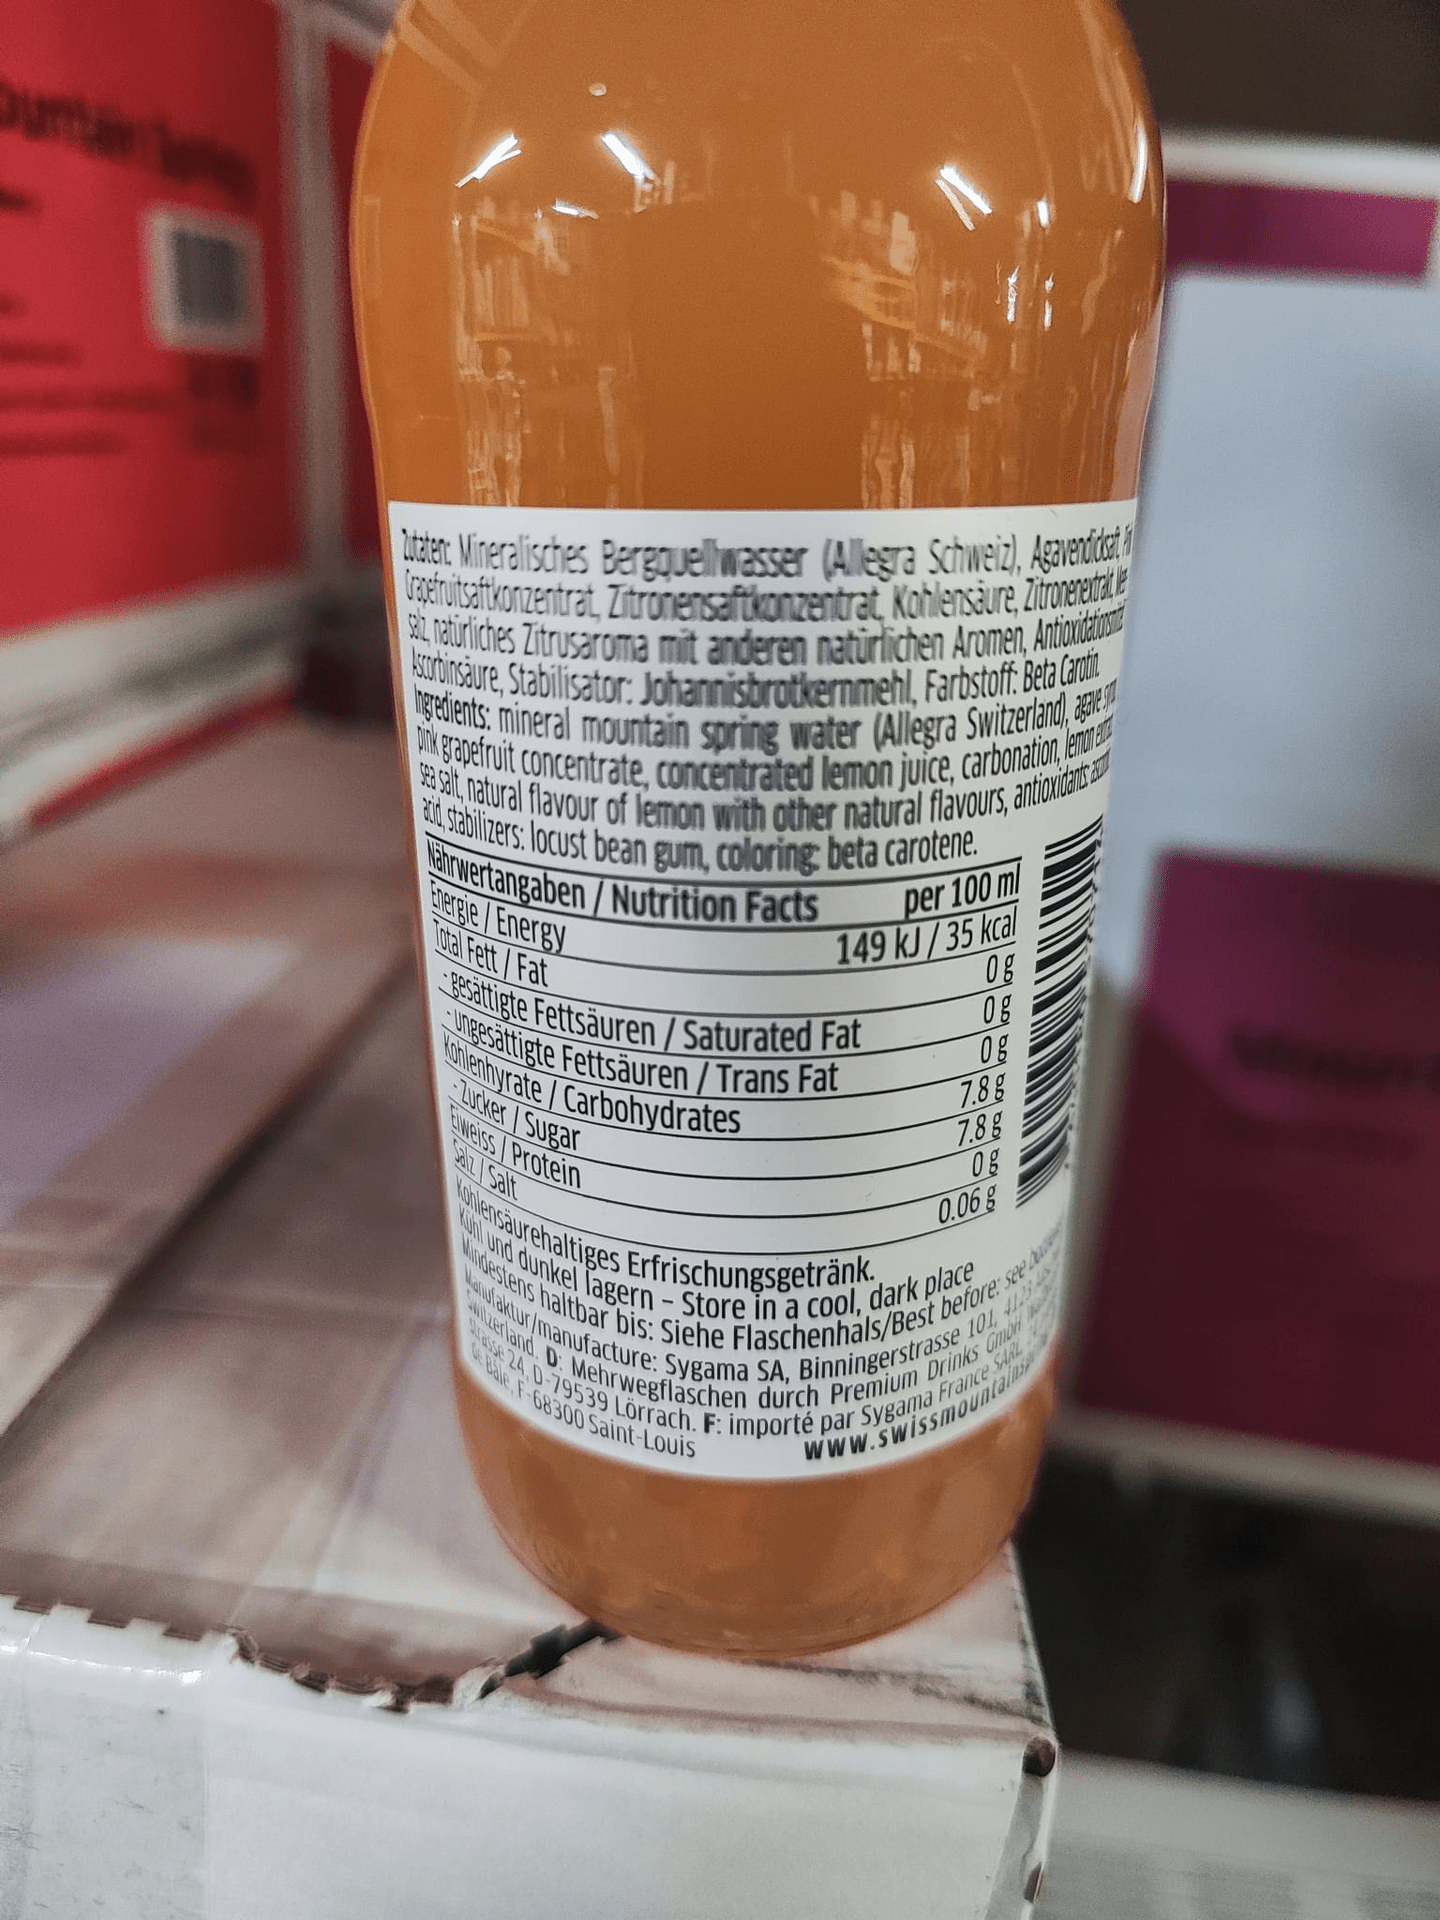 Zutaten: Mineralisches Bergquellwasser (Allegra Schweiz), Agavendicksaft,
Grapefruitsaftkonzentrat, Zitronensaftkonzentrat, Kohlensäure, Zitronenextrakt,
salz, natürliches Zitrusaroma mit anderen natürlichen Aromen, Antioxidationsmittel
Ascorbinsäure, Stabilisator: Johannisbrotkernmehl, Farbstoff: Beta Carotin.
Ingredients: mineral mountain spring water (Allegra Switzerland), agave
pink grapefruit concentrate, concentrated lemon juice, carbonation, lemon
sea salt, natural flavour of lemon with other natural flavours, antioxidants:
acid, stabilizers: locust bean gum, coloring: beta carotene.
Nährwertangaben / Nutrition Facts per 100 ml
Energie / Energy 149 kJ / 35 kcal
Total Fett / Fat 0 g
- gesättigte Fettsäuren / Saturated Fat 0 g
- ungesättigte Fettsäuren / Trans Fat 0 g
Kohlenhyrate / Carbohydrates 7.8 g
- Zucker / Sugar 7.8 g
Eiweiss / Protein 0 g
Salz / Salt 0.06 g
Kohlensäurehaltiges Erfrischungsgetränk.
Kühl und dunkel lagern – Store in a cool, dark place
Mindestens haltbar bis: Siehe Flaschenhals/Best before: see
Manufaktur/manufacture: Sygama SA, Binningerstrasse 101, 4123
Switzerland, D: Mehrwegflaschen durch Premium Drinks GmbH
strasse 24, D-79539 Lörrach. F: importé par Sygama France SARL,
de Bâle, F-68300 Saint-Louis